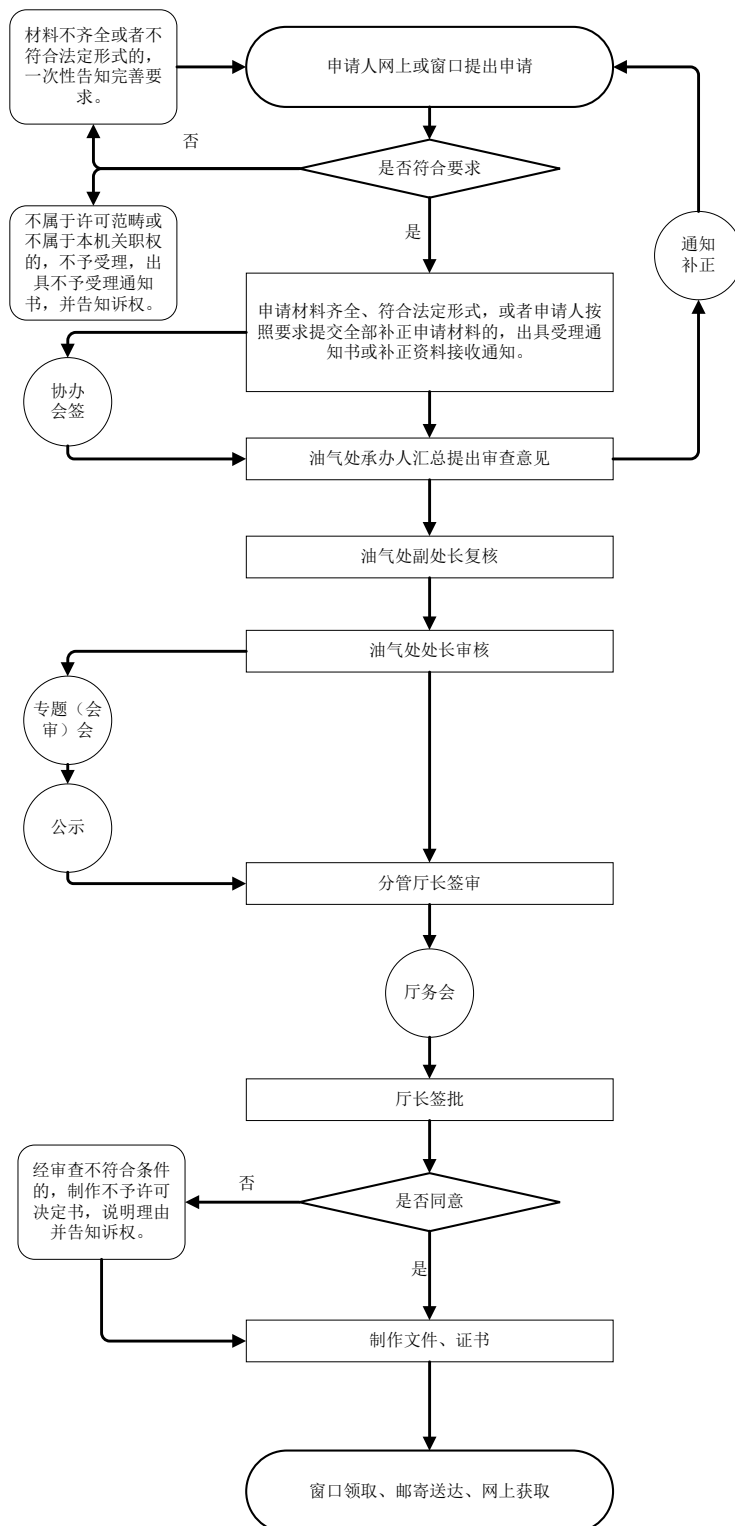 材料不齐全或者不
符合法定形式的，
一次性告知完善要
求。
申请人网上或窗口提出申请
否
是否符合要求
不属于许可范畴或
不属于本机关职权
的，不予受理，出
具不予受理通知
书，并告知诉权。
是
通知
补正
申请材料齐全、符合法定形式，或者申请人按
照要求提交全部补正申请材料的，出具受理通
知书或补正资料接收通知。
协办
会签
油气处承办人汇总提出审查意见
油气处副处长复核
油气处处长审核
专题（会
审）会
公示
分管厅长签审
厅务会
厅长签批
经审查不符合条件
的，制作不予许可
决定书，说明理由
并告知诉权。
否
是否同意
是
制作文件、证书
窗口领取、邮寄送达、网上获取